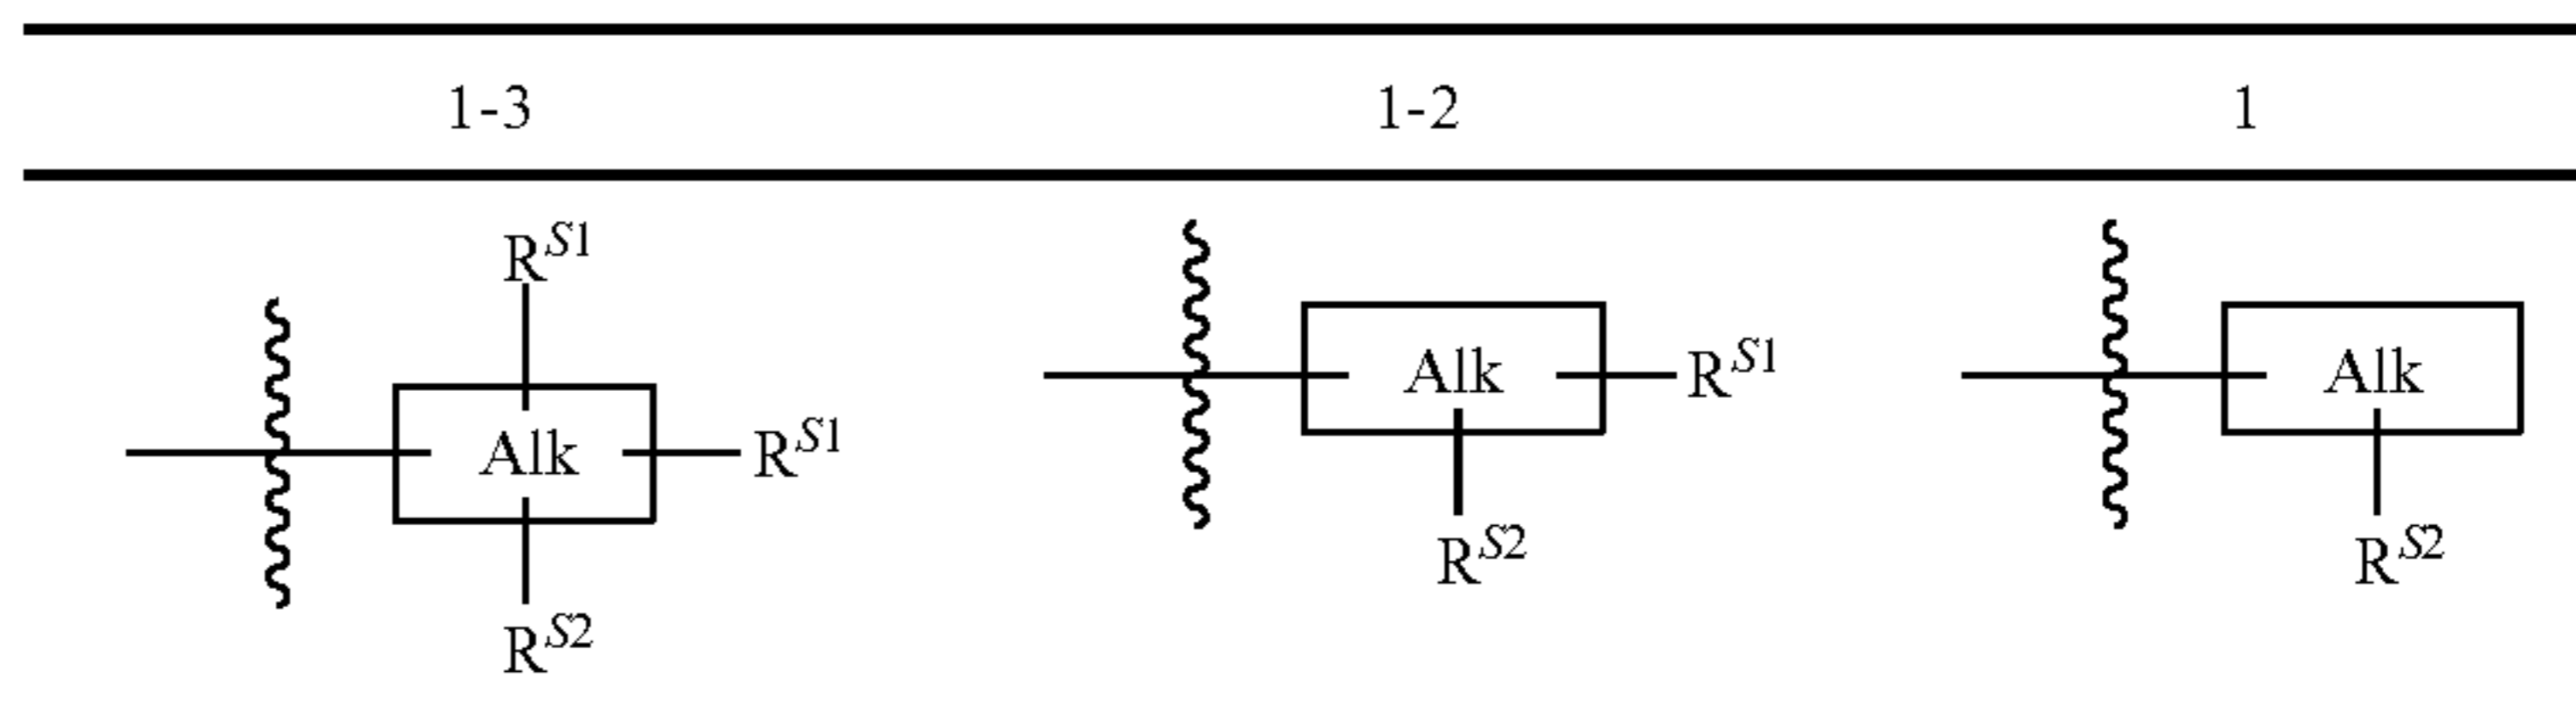 1-3 1-2 1
R^S1
Alk R^S1 Alk R^S1 Alk
R^S2 R^S2 R^S2